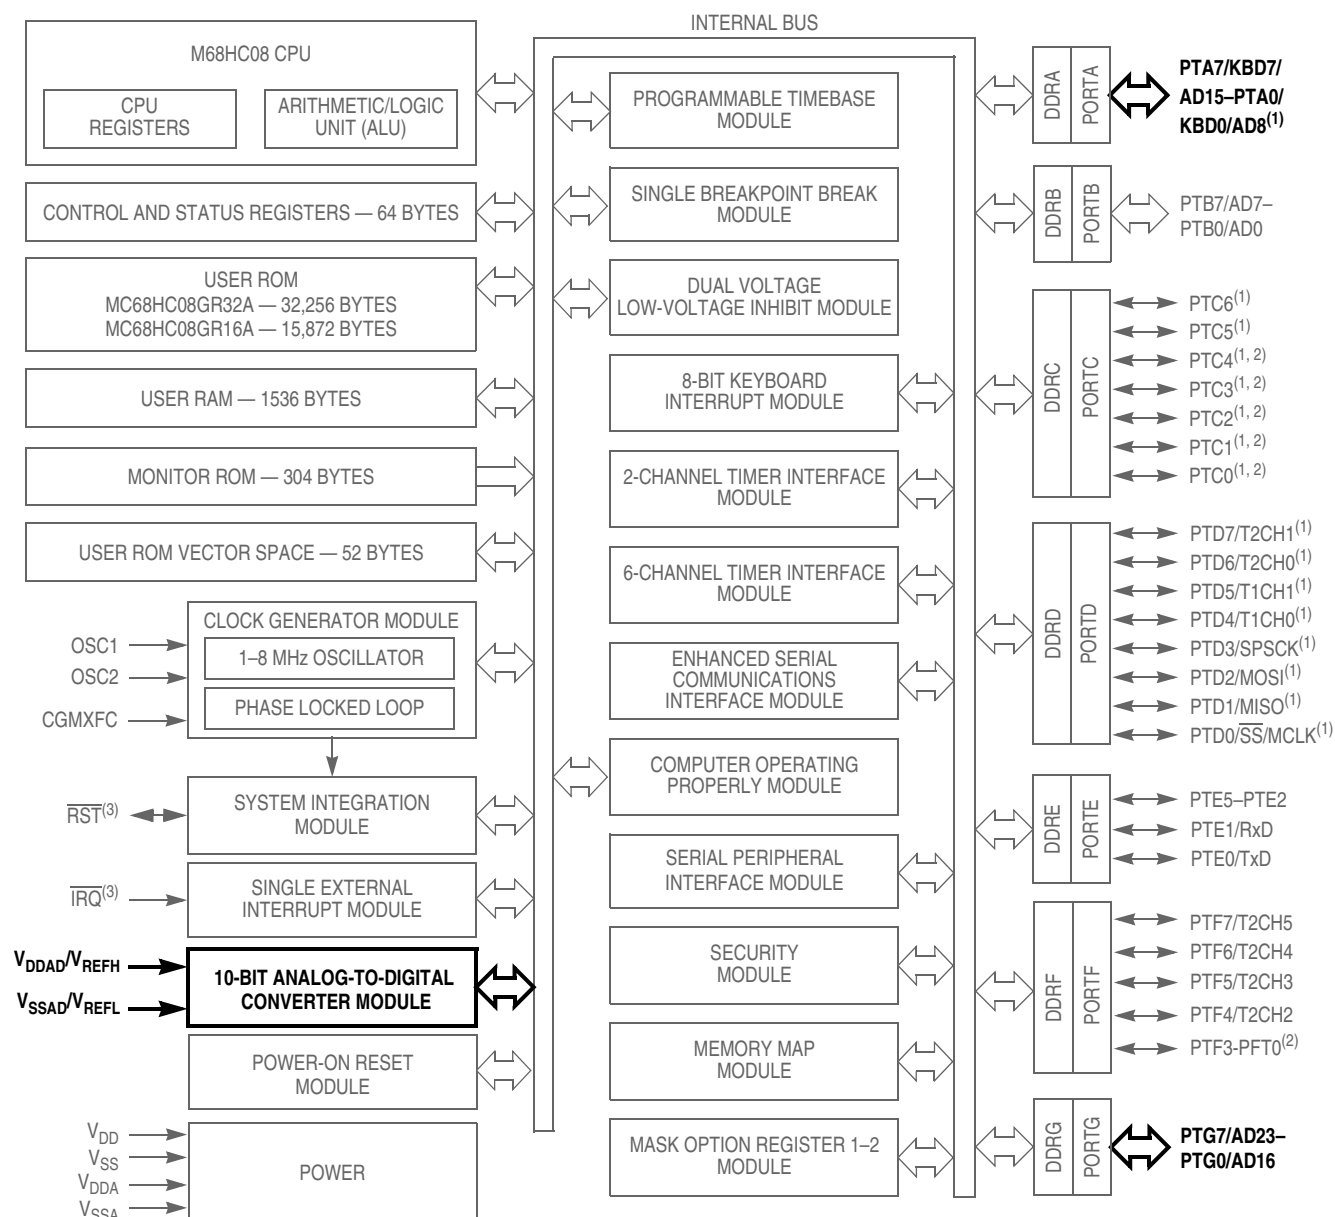 INTERNAL BUS
M68HC08 CPU
CPU
REGISTERS
ARITHMETIC/LOGIC
UNIT (ALU)
CONTROL AND STATUS REGISTERS — 64 BYTES
USER ROM
MC68HC08GR32A — 32,256 BYTES
MC68HC08GR16A — 15,872 BYTES
USER RAM — 1536 BYTES
MONITOR ROM — 304 BYTES
USER ROM VECTOR SPACE — 52 BYTES
OSC1
OSC2
CGMXFC
CLOCK GENERATOR MODULE
1–8 MHz OSCILLATOR
PHASE LOCKED LOOP
RST(3)
SYSTEM INTEGRATION
MODULE
IRQ(3)
SINGLE EXTERNAL
INTERRUPT MODULE
VDDAD/VREFH
VSSAD/VREFL
10-BIT ANALOG-TO-DIGITAL
CONVERTER MODULE
POWER-ON RESET
MODULE
VDD
VSS
VDDA
VSSA
POWER
PROGRAMMABLE TIMEBASE
MODULE
SINGLE BREAKPOINT BREAK
MODULE
DUAL VOLTAGE
LOW-VOLTAGE INHIBIT MODULE
8-BIT KEYBOARD
INTERRUPT MODULE
2-CHANNEL TIMER INTERFACE
MODULE
6-CHANNEL TIMER INTERFACE
MODULE
ENHANCED SERIAL
COMMUNICATIONS
INTERFACE MODULE
COMPUTER OPERATING
PROPERLY MODULE
SERIAL PERIPHERAL
INTERFACE MODULE
SECURITY
MODULE
MEMORY MAP
MODULE
MASK OPTION REGISTER 1–2
MODULE
DDRA
PORTA
PTA7/KBD7/
AD15–PTA0/
KBD0/AD8(1)
DDRB
PORTB
PTB7/AD7–
PTB0/AD0
DDRC
PORTC
PTC6(1)
PTC5(1)
PTC4(1, 2)
PTC3(1, 2)
PTC2(1, 2)
PTC1(1, 2)
PTC0(1, 2)
DDRD
PORTD
PTD7/T2CH1(1)
PTD6/T2CH0(1)
PTD5/T1CH1(1)
PTD4/T1CH0(1)
PTD3/SPSCK(1)
PTD2/MOSI(1)
PTD1/MISO(1)
PTD0/SS/MCLK(1)
DDRE
PORTE
PTE5–PTE2
PTE1/RxD
PTE0/TxD
DDRF
PORTF
PTF7/T2CH5
PTF6/T2CH4
PTF5/T2CH3
PTF4/T2CH2
PTF3-PFT0(2)
DDRG
PORTG
PTG7/AD23–
PTG0/AD16